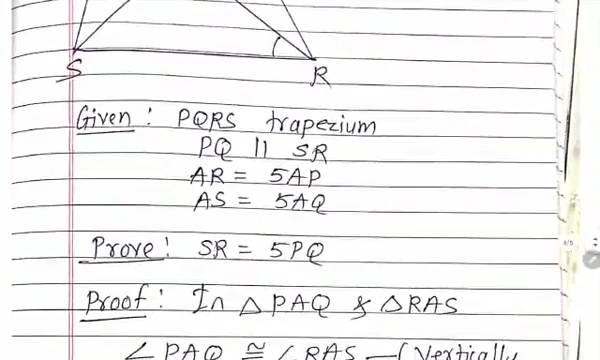 S R
Given : PQRS trapezium
PQ || SR
AR = 5AP
AS = 5AQ
Prove : SR = 5PQ
Proof : In △PAQ & △RAS
∠PAQ ≅ ∠RAS —(Vertically